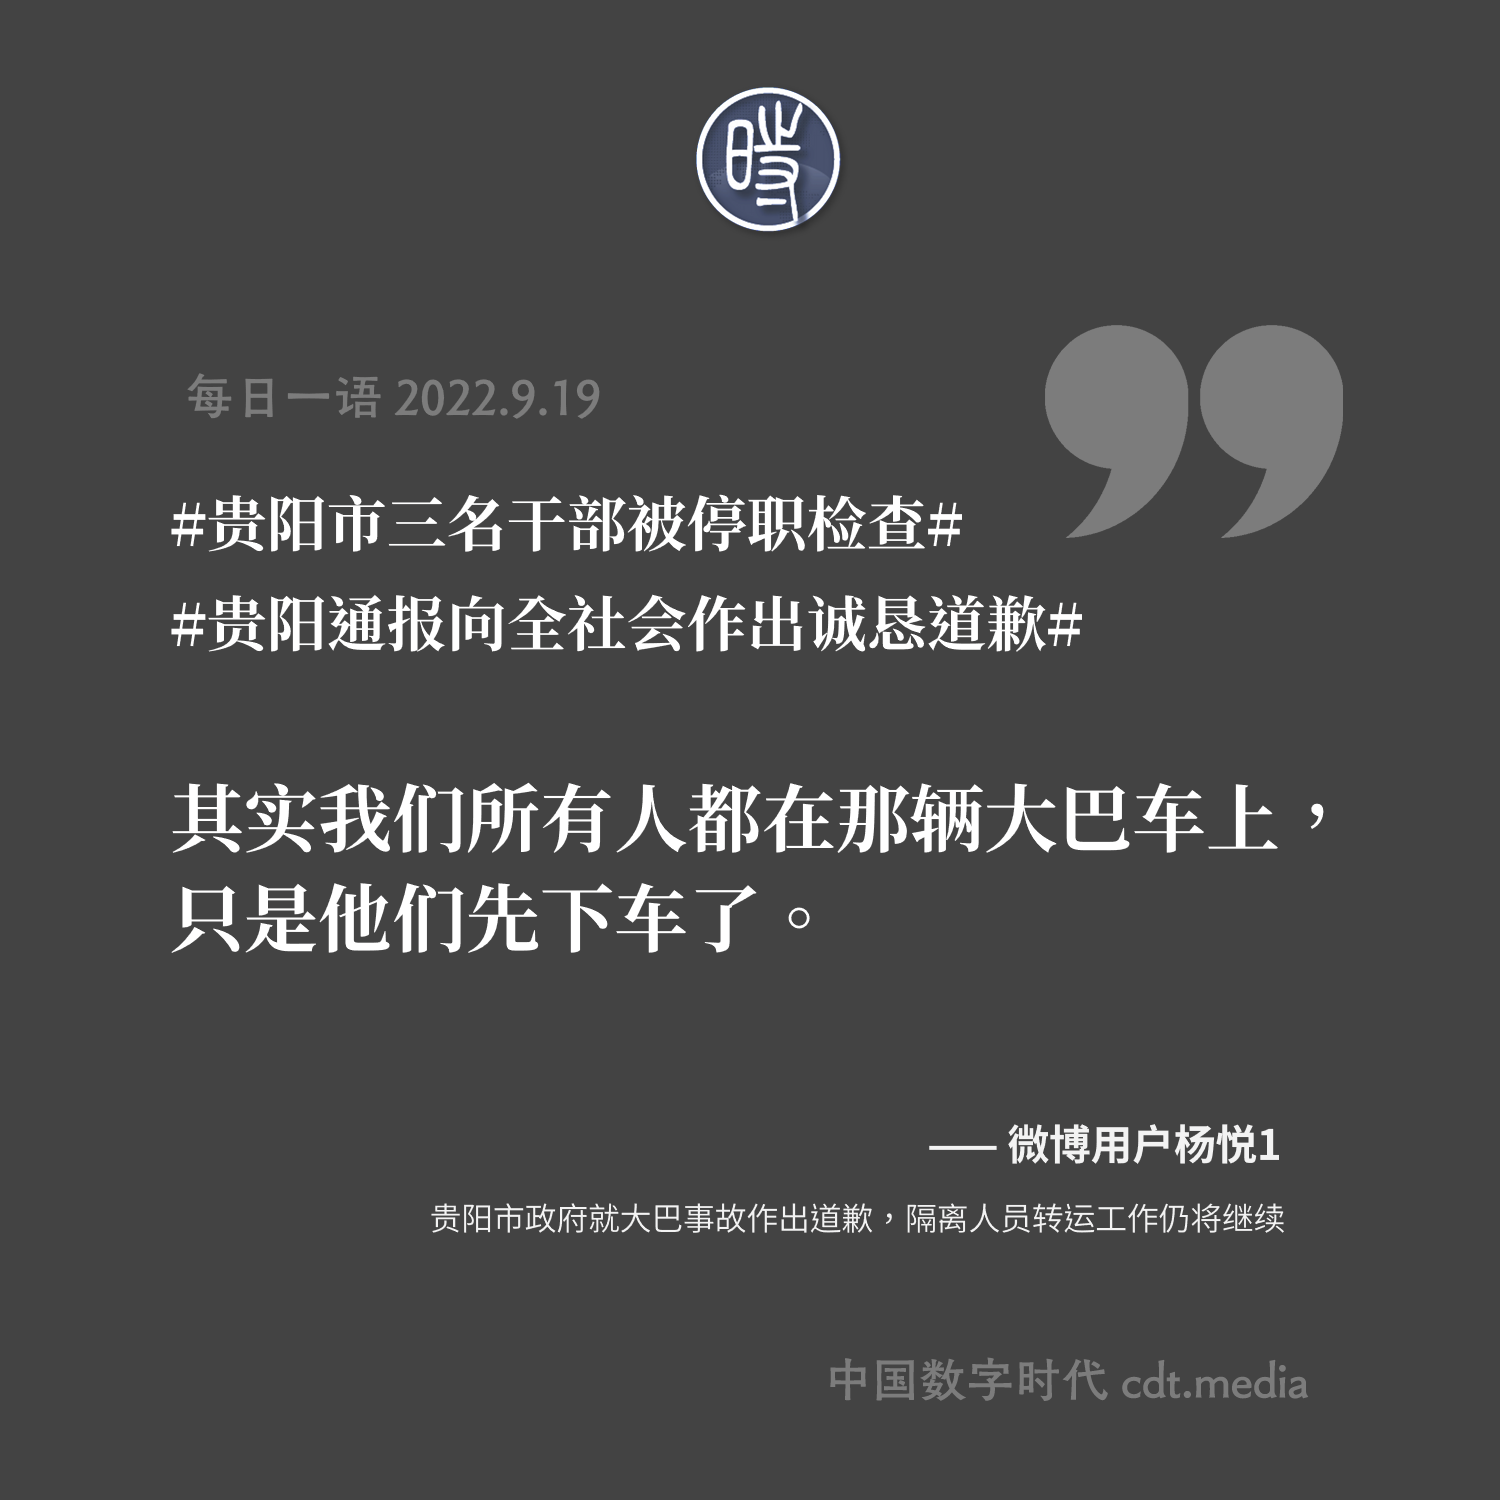 時
每日一语 2022.9.19
#贵阳市三名干部被停职检查#
#贵阳通报向全社会作出诚恳道歉#
其实我们所有人都在那辆大巴车上，
只是他们先下车了。
—— 微博用户杨悦1
贵阳市政府就大巴事故作出道歉，隔离人员转运工作仍将继续
中国数字时代 cdt.media